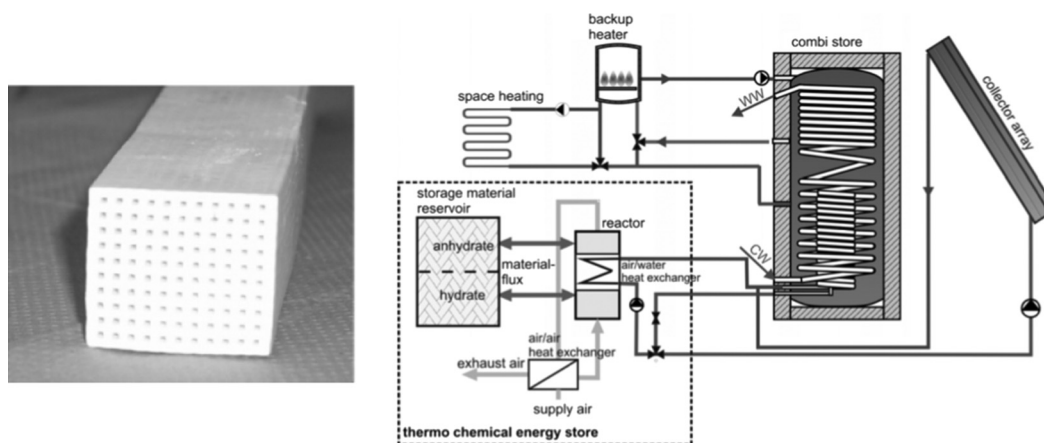 backup
heater
combi store
WW
collector array
space heating
storage material
reservoir
reactor
anhydrate
material-
flux
hydrate
air/water
heat exchanger
CW
air/air
heat exchanger
exhaust air
supply air
thermo chemical energy store